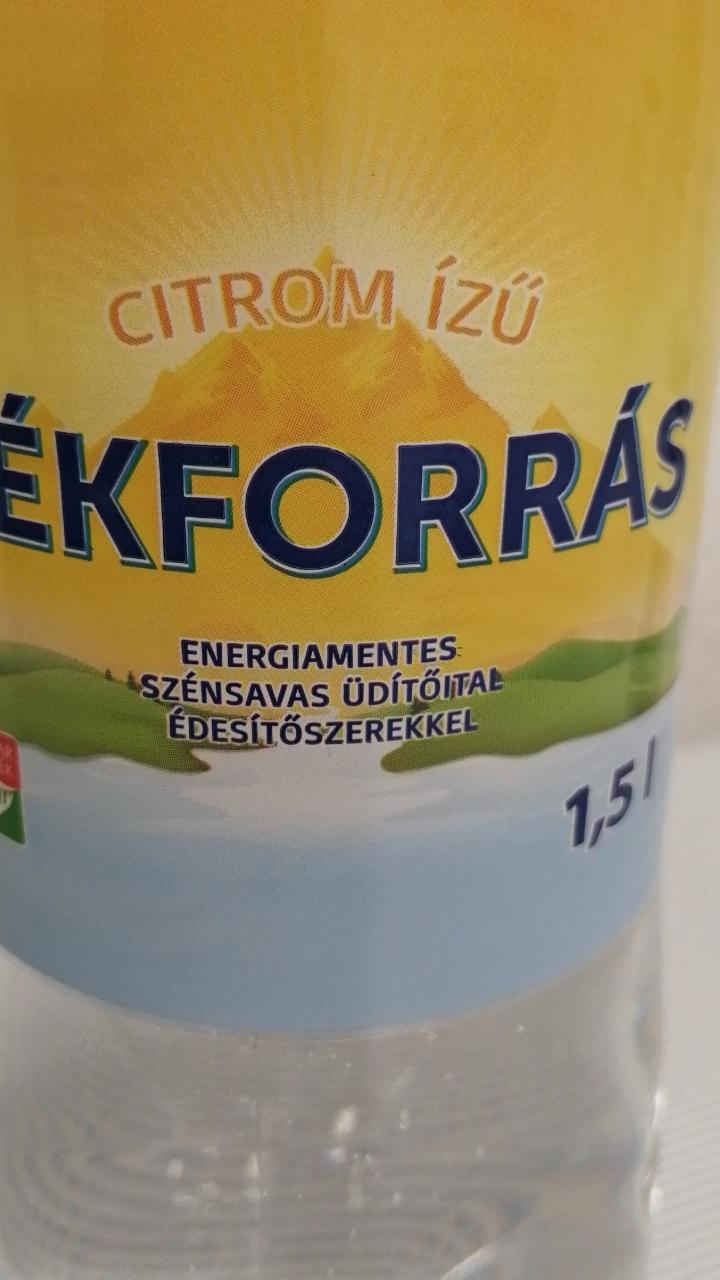 CITROM ÍZŰ
ÉKFORRÁS
ENERGIAMENTES
SZÉNSAVAS ÜDÍTŐITAL
ÉDESÍTŐSZEREKKEL
1,5 l